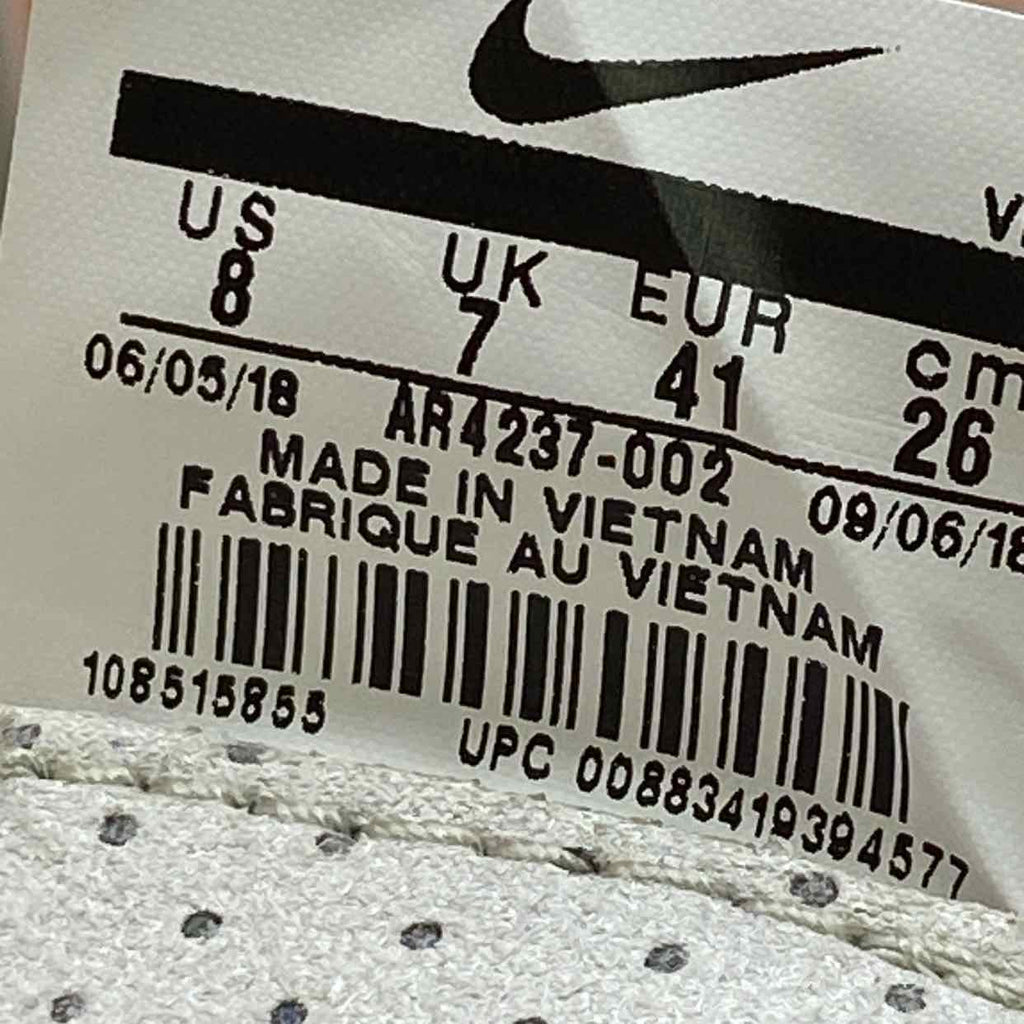 US UK EUR cm
8 7 41 26
06/05/18 AR4237-002 09/06/18
MADE IN VIETNAM
FABRIQUE AU VIETNAM
108515855 UPC 00883419394577